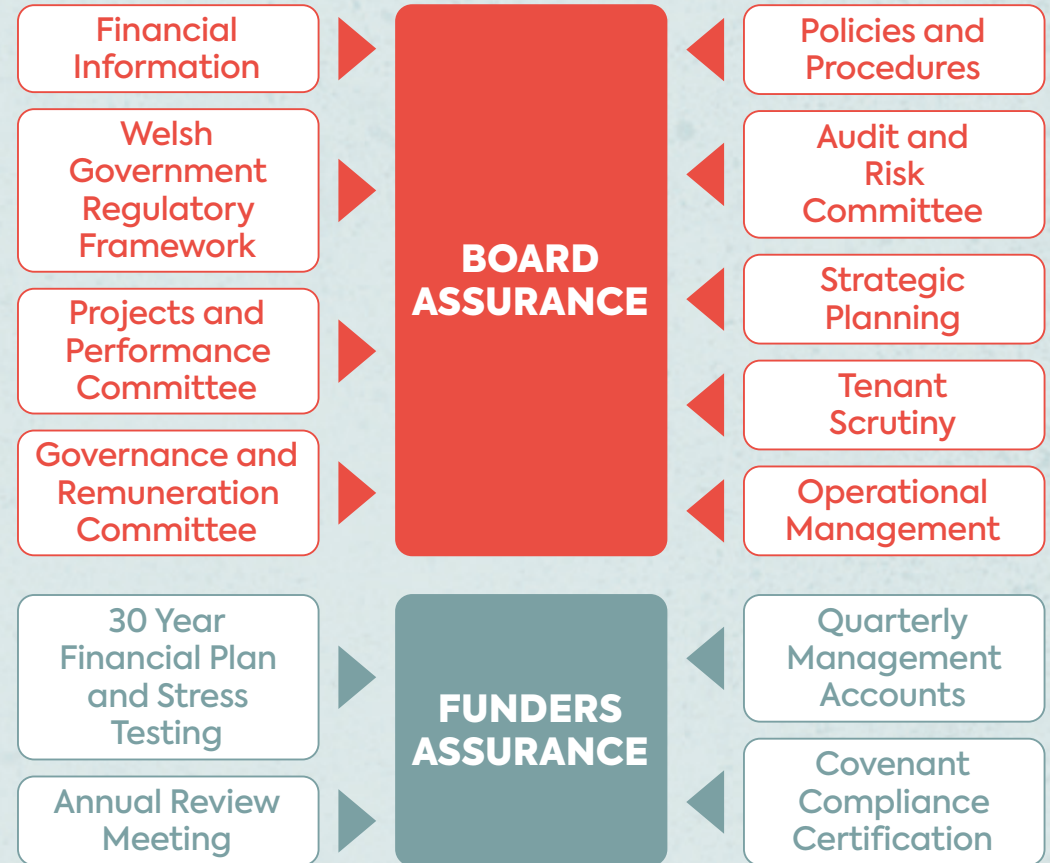 Financial
Information
Welsh
Government
Regulatory
Framework
Projects and
Performance
Committee
Governance and
Remuneration
Committee
BOARD
ASSURANCE
Policies and
Procedures
Audit and
Risk
Committee
Strategic
Planning
Tenant
Scrutiny
Operational
Management
30 Year
Financial Plan
and Stress
Testing
Annual Review
Meeting
FUNDERS
ASSURANCE
Quarterly
Management
Accounts
Covenant
Compliance
Certification